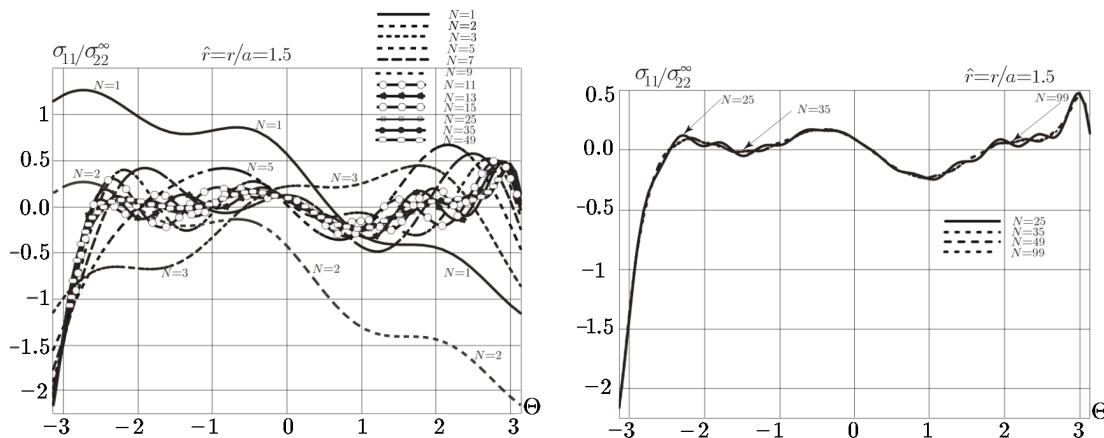 σ₁₁/σ₂₂^∞
r̂=r/a=1.5
N=1
N=2
N=3
N=5
N=7
N=9
N=11
N=13
N=15
N=25
N=35
N=49
N=1
N=1
N=2
N=5
N=3
N=3
N=2
N=1
N=2
1
0.5
0.0
−0.5
−1
−1.5
−2
−3
−2
−1
0
1
2
3
Θ
σ₁₁/σ₂₂^∞
r̂=r/a=1.5
N=25
N=35
N=99
N=25
N=35
N=49
N=99
0.5
0.0
−0.5
−1
−1.5
−2
−3
−2
−1
0
1
2
3
Θ